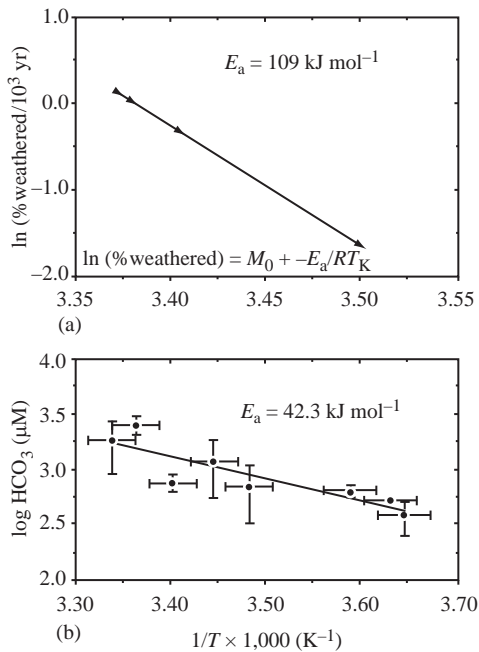 1.0
E_a = 109 kJ mol⁻¹
0.0
−1.0
−2.0
ln (%weathered/10³ yr)
ln (%weathered) = M₀ + −E_a/RT_K
3.35 3.40 3.45 3.50 3.55
(a)
4.0
E_a = 42.3 kJ mol⁻¹
3.5
3.0
2.5
2.0
log HCO₃ (μM)
3.30 3.40 3.50 3.60 3.70
(b) 1/T × 1,000 (K⁻¹)